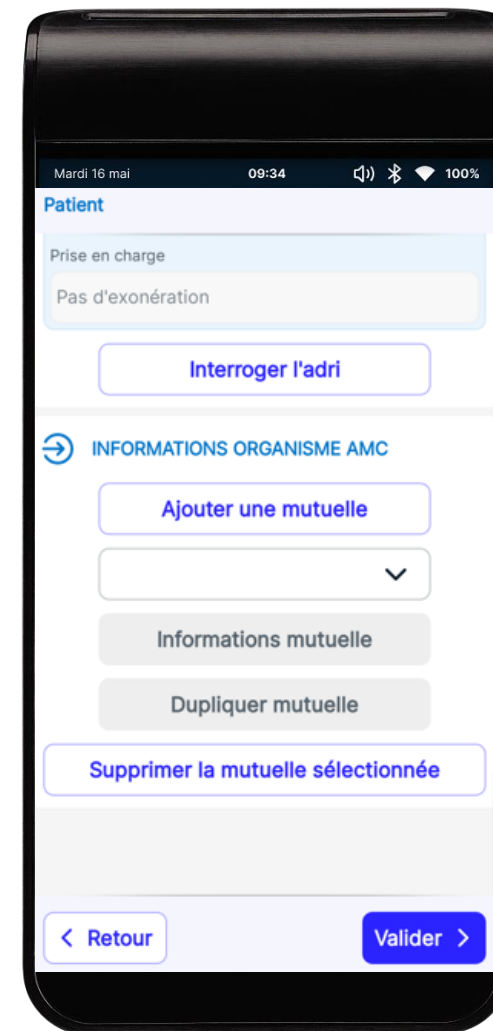 Mardi 16 mai 09:34 100%
Patient
Prise en charge
Pas d'exonération
Interroger l'adri
INFORMATIONS ORGANISME AMC
Ajouter une mutuelle
Informations mutuelle
Dupliquer mutuelle
Supprimer la mutuelle sélectionnée
Retour Valider